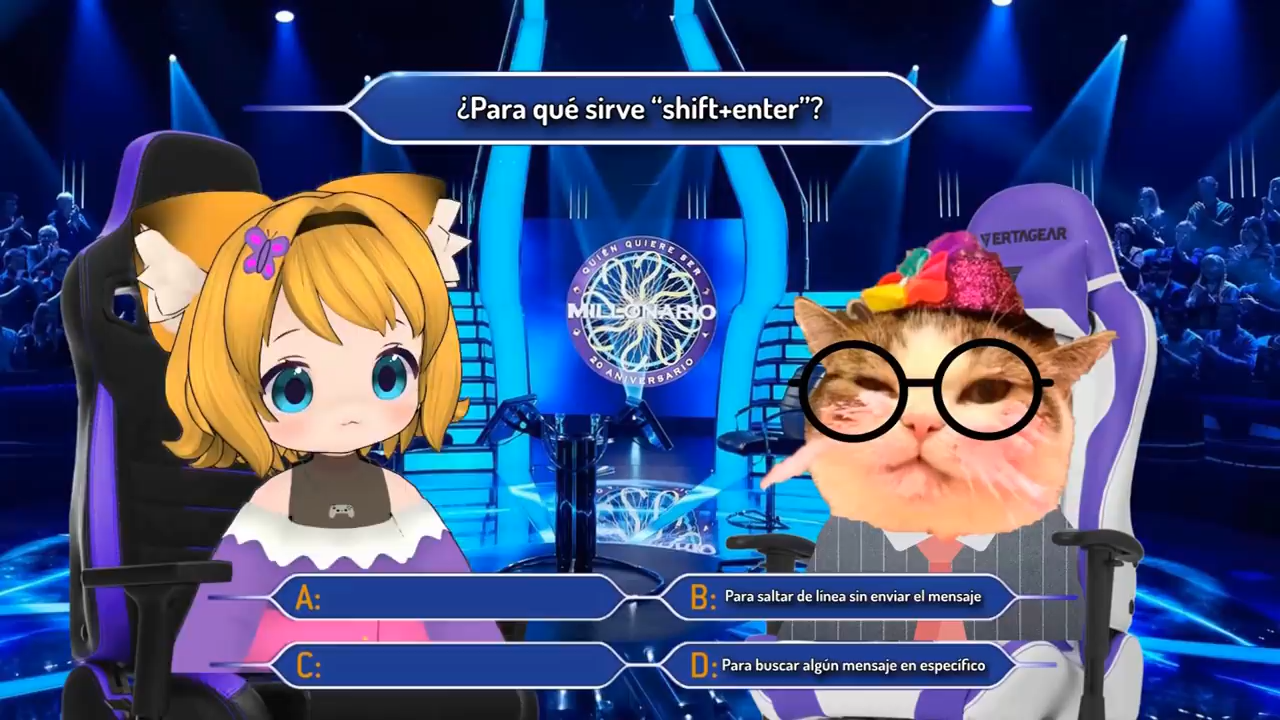 ¿Para qué sirve “shift+enter”?
VERTAGEAR
QUIÉN QUIERE SER
MILLONARIO
20 ANIVERSARIO
A:
B: Para saltar de línea sin enviar el mensaje
C:
D: Para buscar algún mensaje en específico